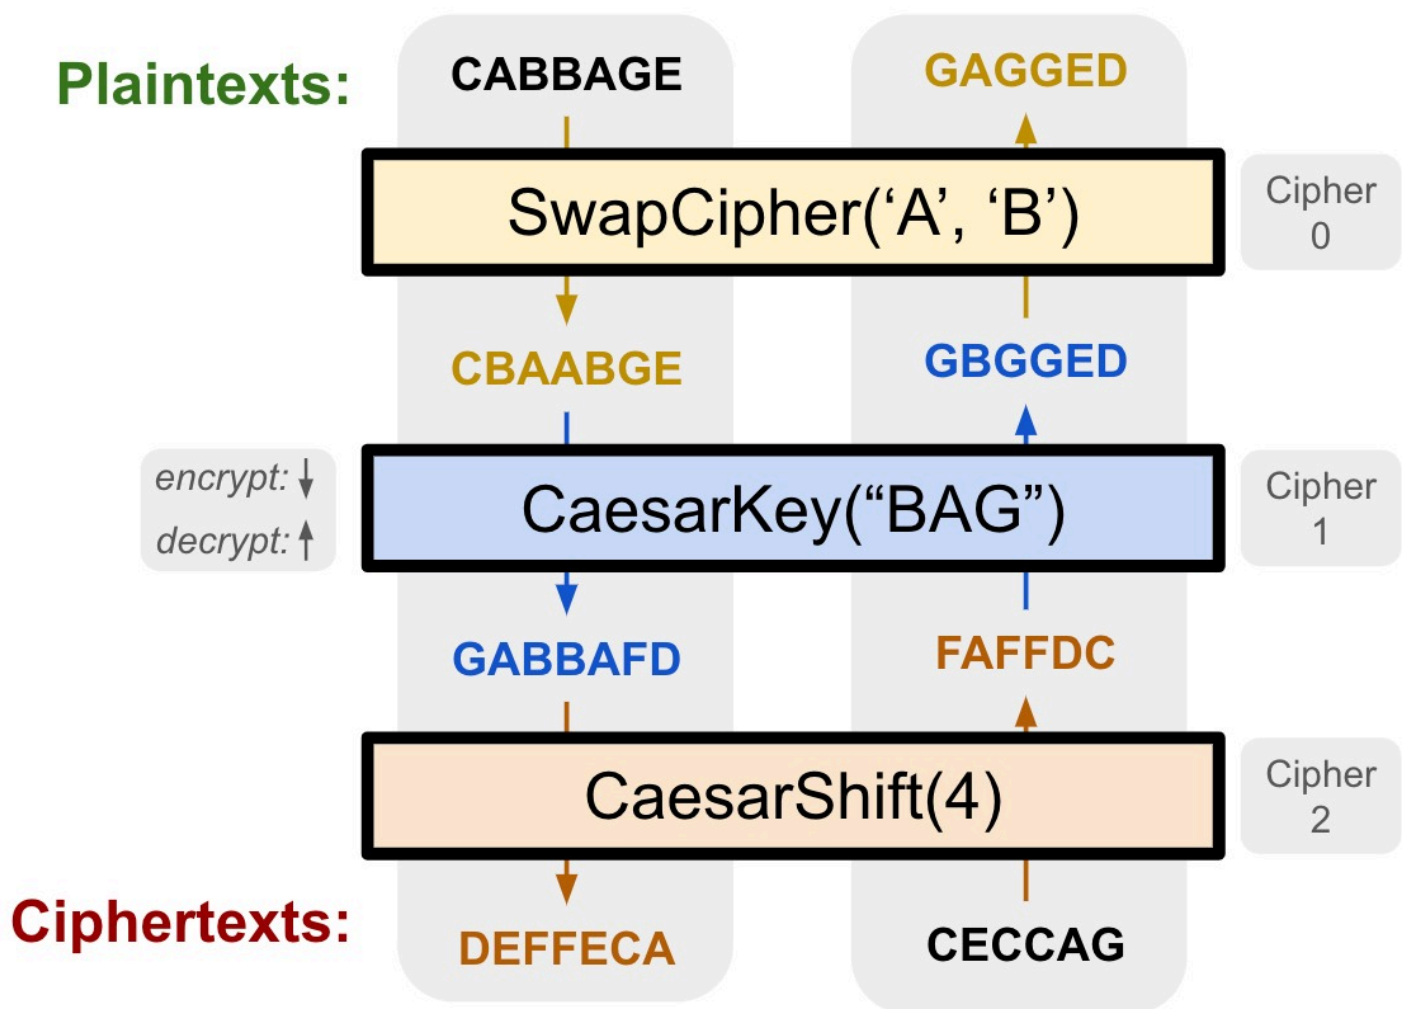 Plaintexts:
CABBAGE
GAGGED
SwapCipher(‘A’, ‘B’)
Cipher
0
CBAABGE
GBGGED
encrypt:
decrypt:
CaesarKey(“BAG”)
Cipher
1
GABBAFD
FAFFDC
CaesarShift(4)
Cipher
2
Ciphertexts:
DEFFECA
CECCAG